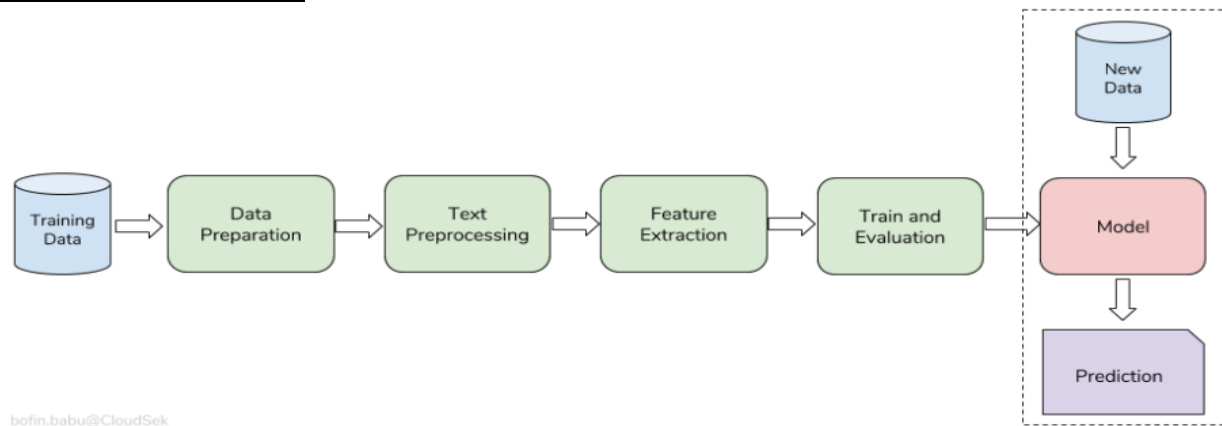 New
Data
Training
Data
Data
Preparation
Text
Preprocessing
Feature
Extraction
Train and
Evaluation
Model
Prediction
bofin.babu@CloudSek